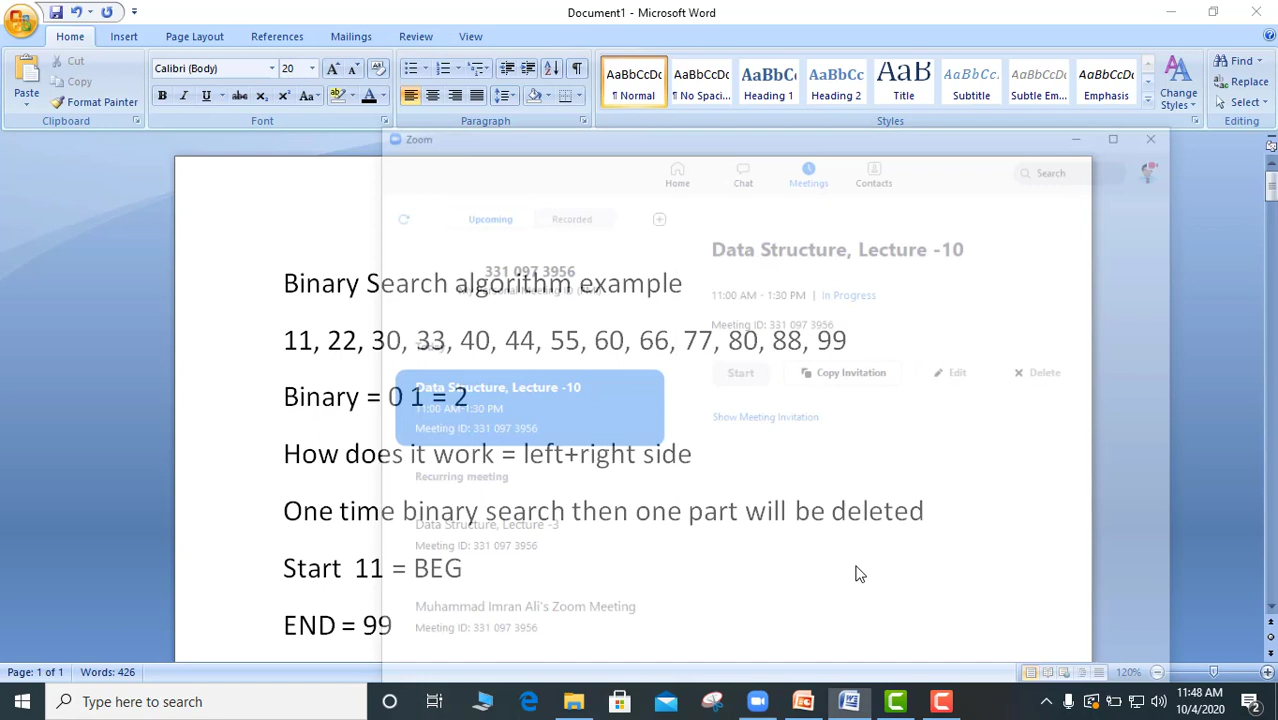 Document1 - Microsoft Word
Home Insert Page Layout References Mailings Review View
Paste
Cut
Copy
Format Painter
Clipboard
Calibri (Body) 20
Font
Paragraph
AaBbCcDc
¶ Normal
AaBbCcDc
¶ No Spaci...
AaBbCc
Heading 1
AaBbCc
Heading 2
AaB
Title
AaBbCc.
Subtitle
AaBbCcDc
Subtle Em...
AaBbCcDc
Emphasis
Change
Styles
Styles
Find
Replace
Select
Editing
Zoom
Home Chat Meetings Contacts
Search
Upcoming Recorded
331 097 3956
Data Structure, Lecture -10
11:00 AM - 1:30 PM | In Progress
Meeting ID: 331 097 3956
Start Copy Invitation Edit Delete
Show Meeting Invitation
Today
Data Structure, Lecture -10
11:00 AM-1:30 PM
Meeting ID: 331 097 3956
Recurring meeting
Data Structure, Lecture -3
Meeting ID: 331 097 3956
Muhammad Imran Ali's Zoom Meeting
Meeting ID: 331 097 3956
Binary Search algorithm example
11, 22, 30, 33, 40, 44, 55, 60, 66, 77, 80, 88, 99
Binary = 0 1 = 2
How does it work = left+right side
One time binary search then one part will be deleted
Start 11 = BEG
END = 99
Page: 1 of 1 Words: 426
120%
Type here to search
11:48 AM
10/4/2020
2